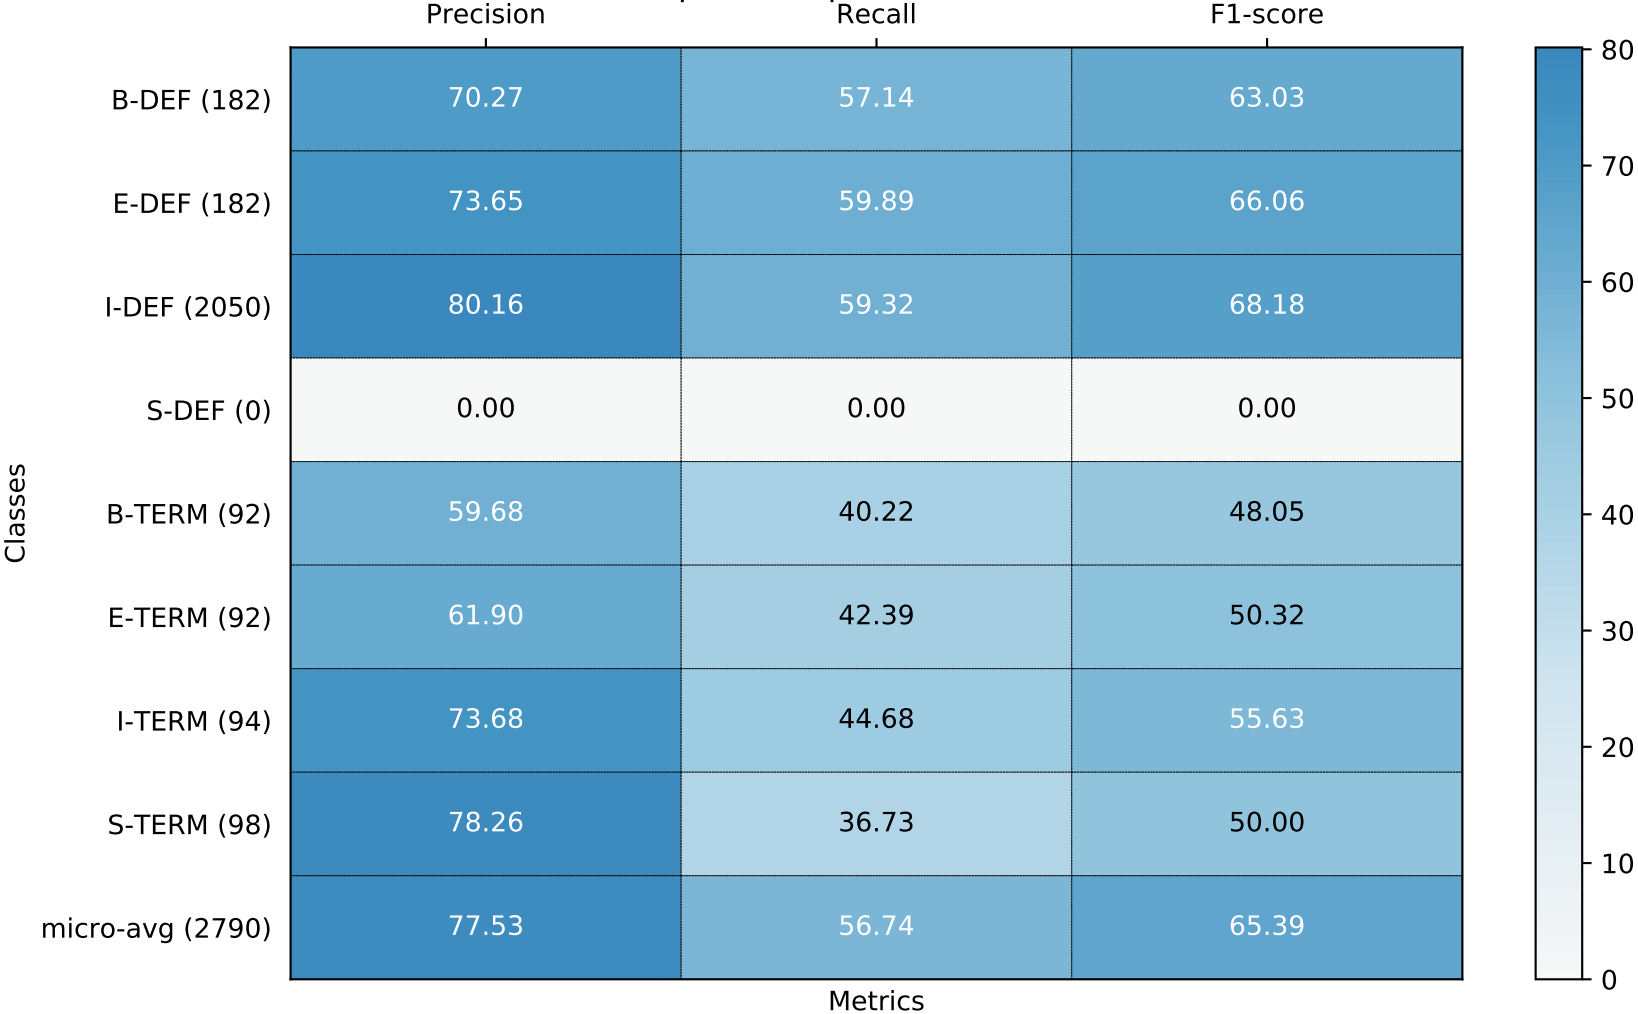 Precision Recall F1-score
B-DEF (182) 70.27 57.14 63.03 
E-DEF (182) 73.65 59.89 66.06
I-DEF (2050) 80.16 59.32 68.18
S-DEF (0) 0.00 0.00 0.00
B-TERM (92) 59.68 40.22 48.05
E-TERM (92) 61.90 42.39 50.32
I-TERM (94) 73.68 44.68 55.63
S-TERM (98) 78.26 36.73 50.00
micro-avg (2790) 77.53 56.74 65.39
Classes
Metrics
80
70
60
50
40
30
20
10
0